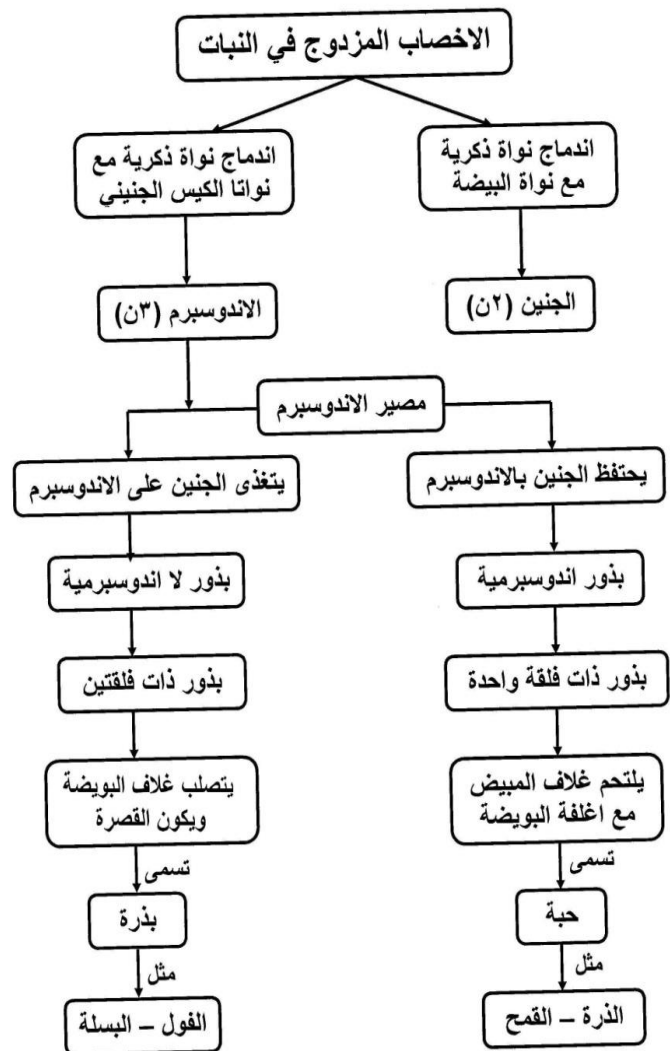 الاخصاب المزدوج في النبات
اندماج نواة ذكرية
مع نواة البيضة
اندماج نواة ذكرية مع
نواتا الكيس الجنيني
الجنين (٢ن)
الاندوسبرم (٣ن)
مصير الاندوسبرم
يحتفظ الجنين بالاندوسبرم
يتغذى الجنين على الاندوسبرم
بذور اندوسبرمية
بذور لا اندوسبرمية
بذور ذات فلقة واحدة
بذور ذات فلقتين
يلتحم غلاف المبيض
مع اغلفة البويضة
يتصلب غلاف البويضة
ويكون القصرة
تسمى
تسمى
حبة
بذرة
مثل
مثل
الذرة – القمح
الفول – البسلة